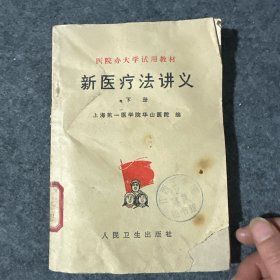 医院办大学试用教材
新医疗法讲义
下册
上海第一医学院华山医院 编
人民卫生出版社